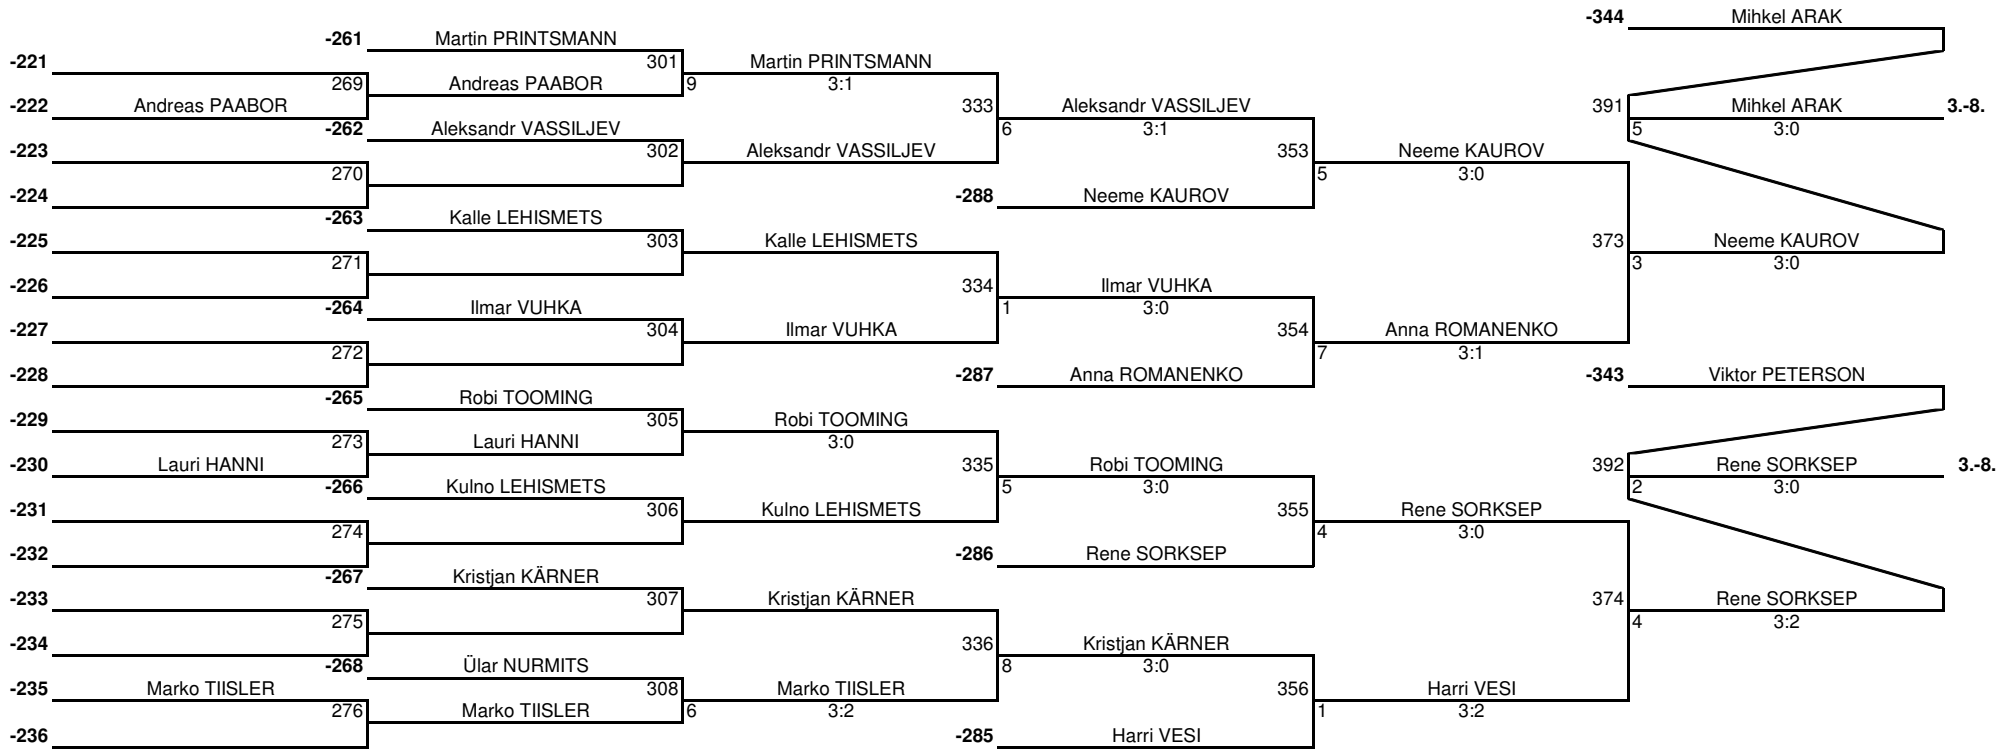 -344 Mihkel ARAK
-261 Martin PRINTSMANN
-221 301 Martin PRINTSMANN
269 Andreas PAABOR 9 3:1
-222 Andreas PAABOR 333 Aleksandr VASSILJEV 391 Mihkel ARAK 3.-8.
-262 Aleksandr VASSILJEV 6 3:1 5 3:0
-223 302 Aleksandr VASSILJEV 353 Neeme KAUROV
270 5 3:0
-224 -288 Neeme KAUROV
-263 Kalle LEHISMETS
-225 303 Kalle LEHISMETS 373 Neeme KAUROV
271 3 3:0
-226 334 Ilmar VUHKA
-264 Ilmar VUHKA 1 3:0
-227 304 Ilmar VUHKA 354 Anna ROMANENKO
272 7 3:1
-228 -287 Anna ROMANENKO -343 Viktor PETERSON
-265 Robi TOOMING
-229 305 Robi TOOMING
273 Lauri HANNI 3:0
-230 Lauri HANNI 335 Robi TOOMING 392 Rene SORKSEP 3.-8.
-266 Kulno LEHISMETS 5 3:0 2 3:0
-231 306 Kulno LEHISMETS 355 Rene SORKSEP
274 4 3:0
-232 -286 Rene SORKSEP
-267 Kristjan KÄRNER
-233 307 Kristjan KÄRNER 374 Rene SORKSEP
275 4 3:2
-234 336 Kristjan KÄRNER
-268 Ülar NURMITS 8 3:0
-235 Marko TIISLER 308 Marko TIISLER 356 Harri VESI
276 Marko TIISLER 6 3:2 1 3:2
-236 -285 Harri VESI